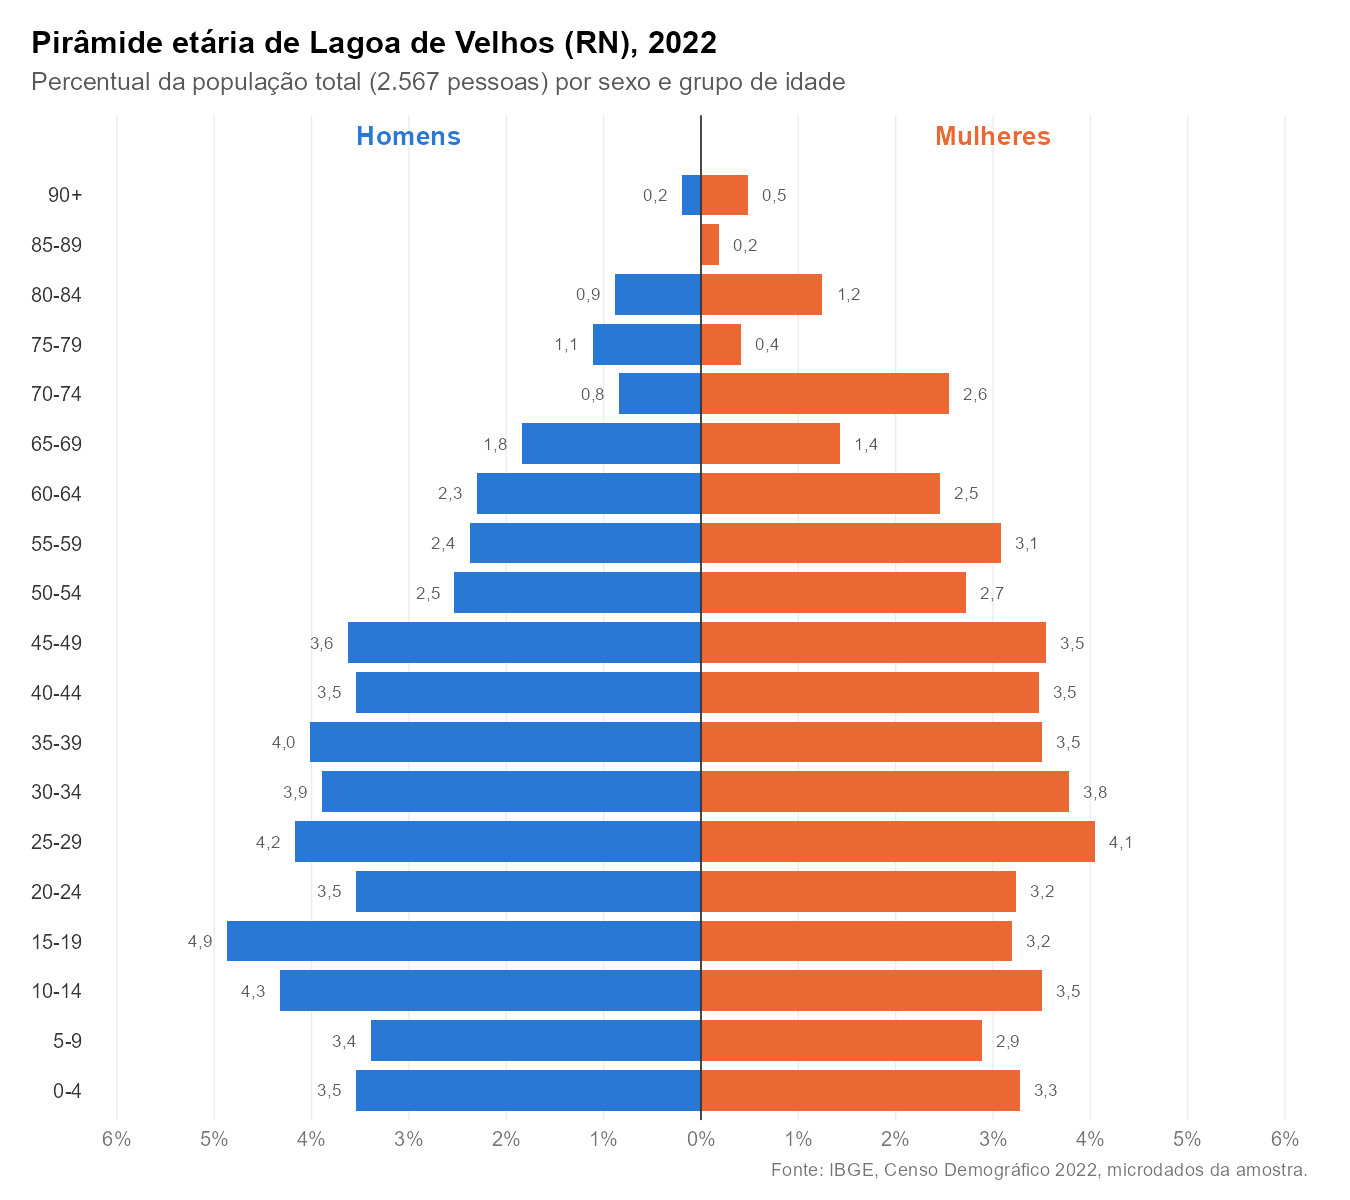 Pirâmide etária de Lagoa de Velhos (RN), 2022
Percentual da população total (2.567 pessoas) por sexo e grupo de idade
Homens Mulheres
90+ 0,2 0,5
85-89 0,2
80-84 0,9 1,2
75-79 1,1 0,4
70-74 0,8 2,6
65-69 1,8 1,4
60-64 2,3 2,5
55-59 2,4 3,1
50-54 2,5 2,7
45-49 3,6 3,5
40-44 3,5 3,5
35-39 4,0 3,5
30-34 3,9 3,8
25-29 4,2 4,1
20-24 3,5 3,2
15-19 4,9 3,2
10-14 4,3 3,5
5-9 3,4 2,9
0-4 3,5 3,3
6% 5% 4% 3% 2% 1% 0% 1% 2% 3% 4% 5% 6%
Fonte: IBGE, Censo Demográfico 2022, microdados da amostra.